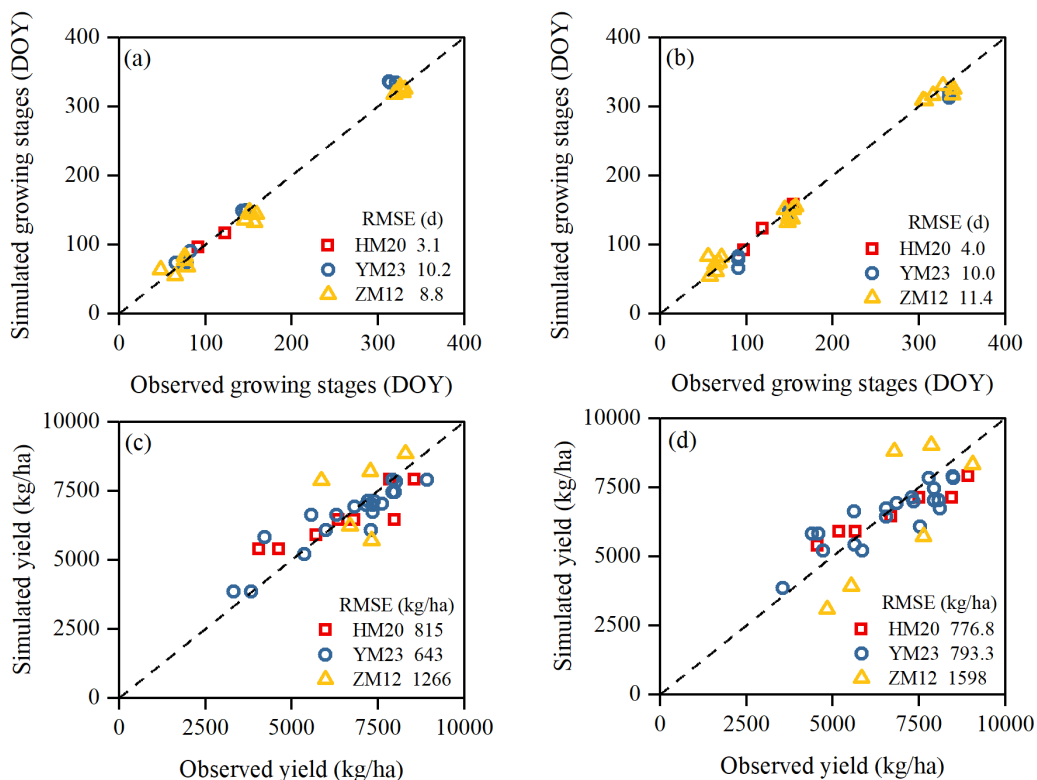 400
300
200
100
0
Simulated growing stages (DOY)
(a)
RMSE (d)
HM20 3.1
YM23 10.2
ZM12 8.8
0 100 200 300 400
Observed growing stages (DOY)
400
300
200
100
0
Simulated growing stages (DOY)
(b)
RMSE (d)
HM20 4.0
YM23 10.0
ZM12 11.4
0 100 200 300 400
Observed growing stages (DOY)
10000
7500
5000
2500
0
Simulated yield (kg/ha)
(c)
RMSE (kg/ha)
HM20 815
YM23 643
ZM12 1266
0 2500 5000 7500 10000
Observed yield (kg/ha)
10000
7500
5000
2500
0
Simulated yield (kg/ha)
(d)
RMSE (kg/ha)
HM20 776.8
YM23 793.3
ZM12 1598
0 2500 5000 7500 10000
Observed yield (kg/ha)